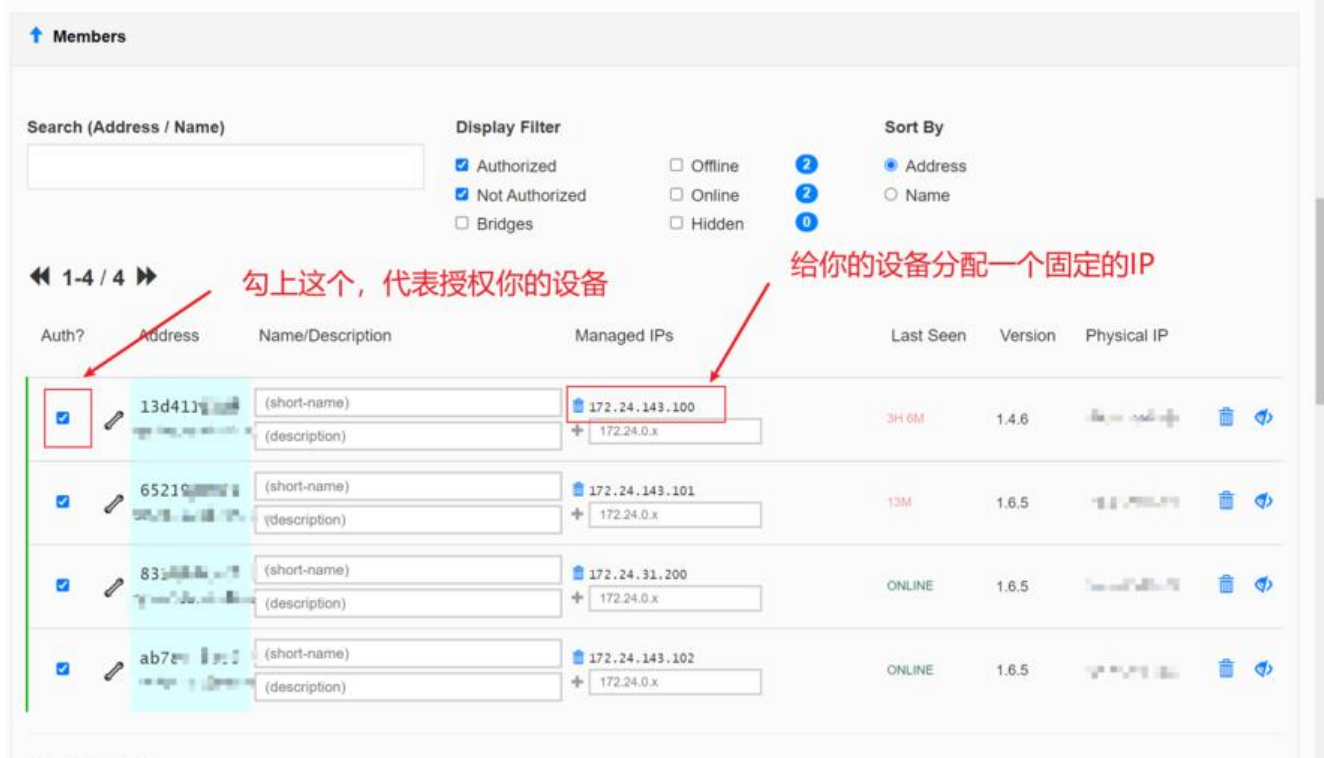 Members
Search (Address / Name) Display Filter Sort By
Authorized Offline 2 Address
Not Authorized Online 2 Name
Bridges Hidden 0
给你的设备分配一个固定的IP
1-4 / 4 勾上这个，代表授权你的设备
Auth? Address Name/Description Managed IPs Last Seen Version Physical IP
13d411 (short-name) 172.24.143.100
(description) 172.24.0.x 3H 6M 1.4.6
65219 (short-name) 172.24.143.101
(description) 172.24.0.x 13M 1.6.5
831 (short-name) 172.24.31.200
(description) 172.24.0.x ONLINE 1.6.5
ab7a (short-name) 172.24.143.102
(description) 172.24.0.x ONLINE 1.6.5